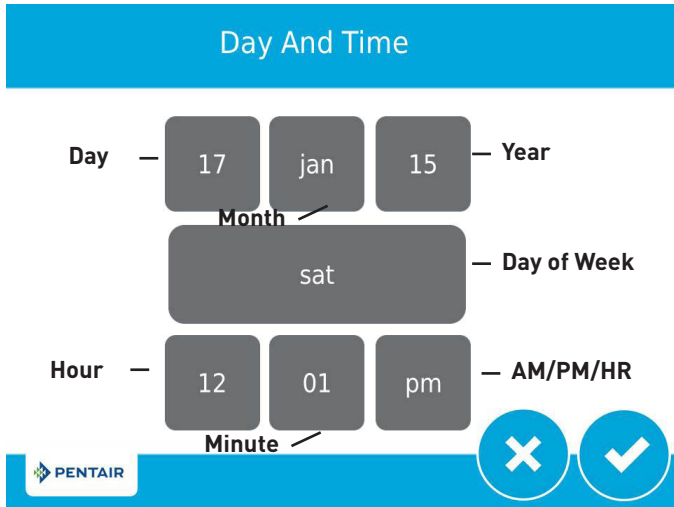 Day And Time
Day 17 jan 15 Year
Month
sat Day of Week
Hour 12 01 pm AM/PM/HR
Minute
PENTAIR